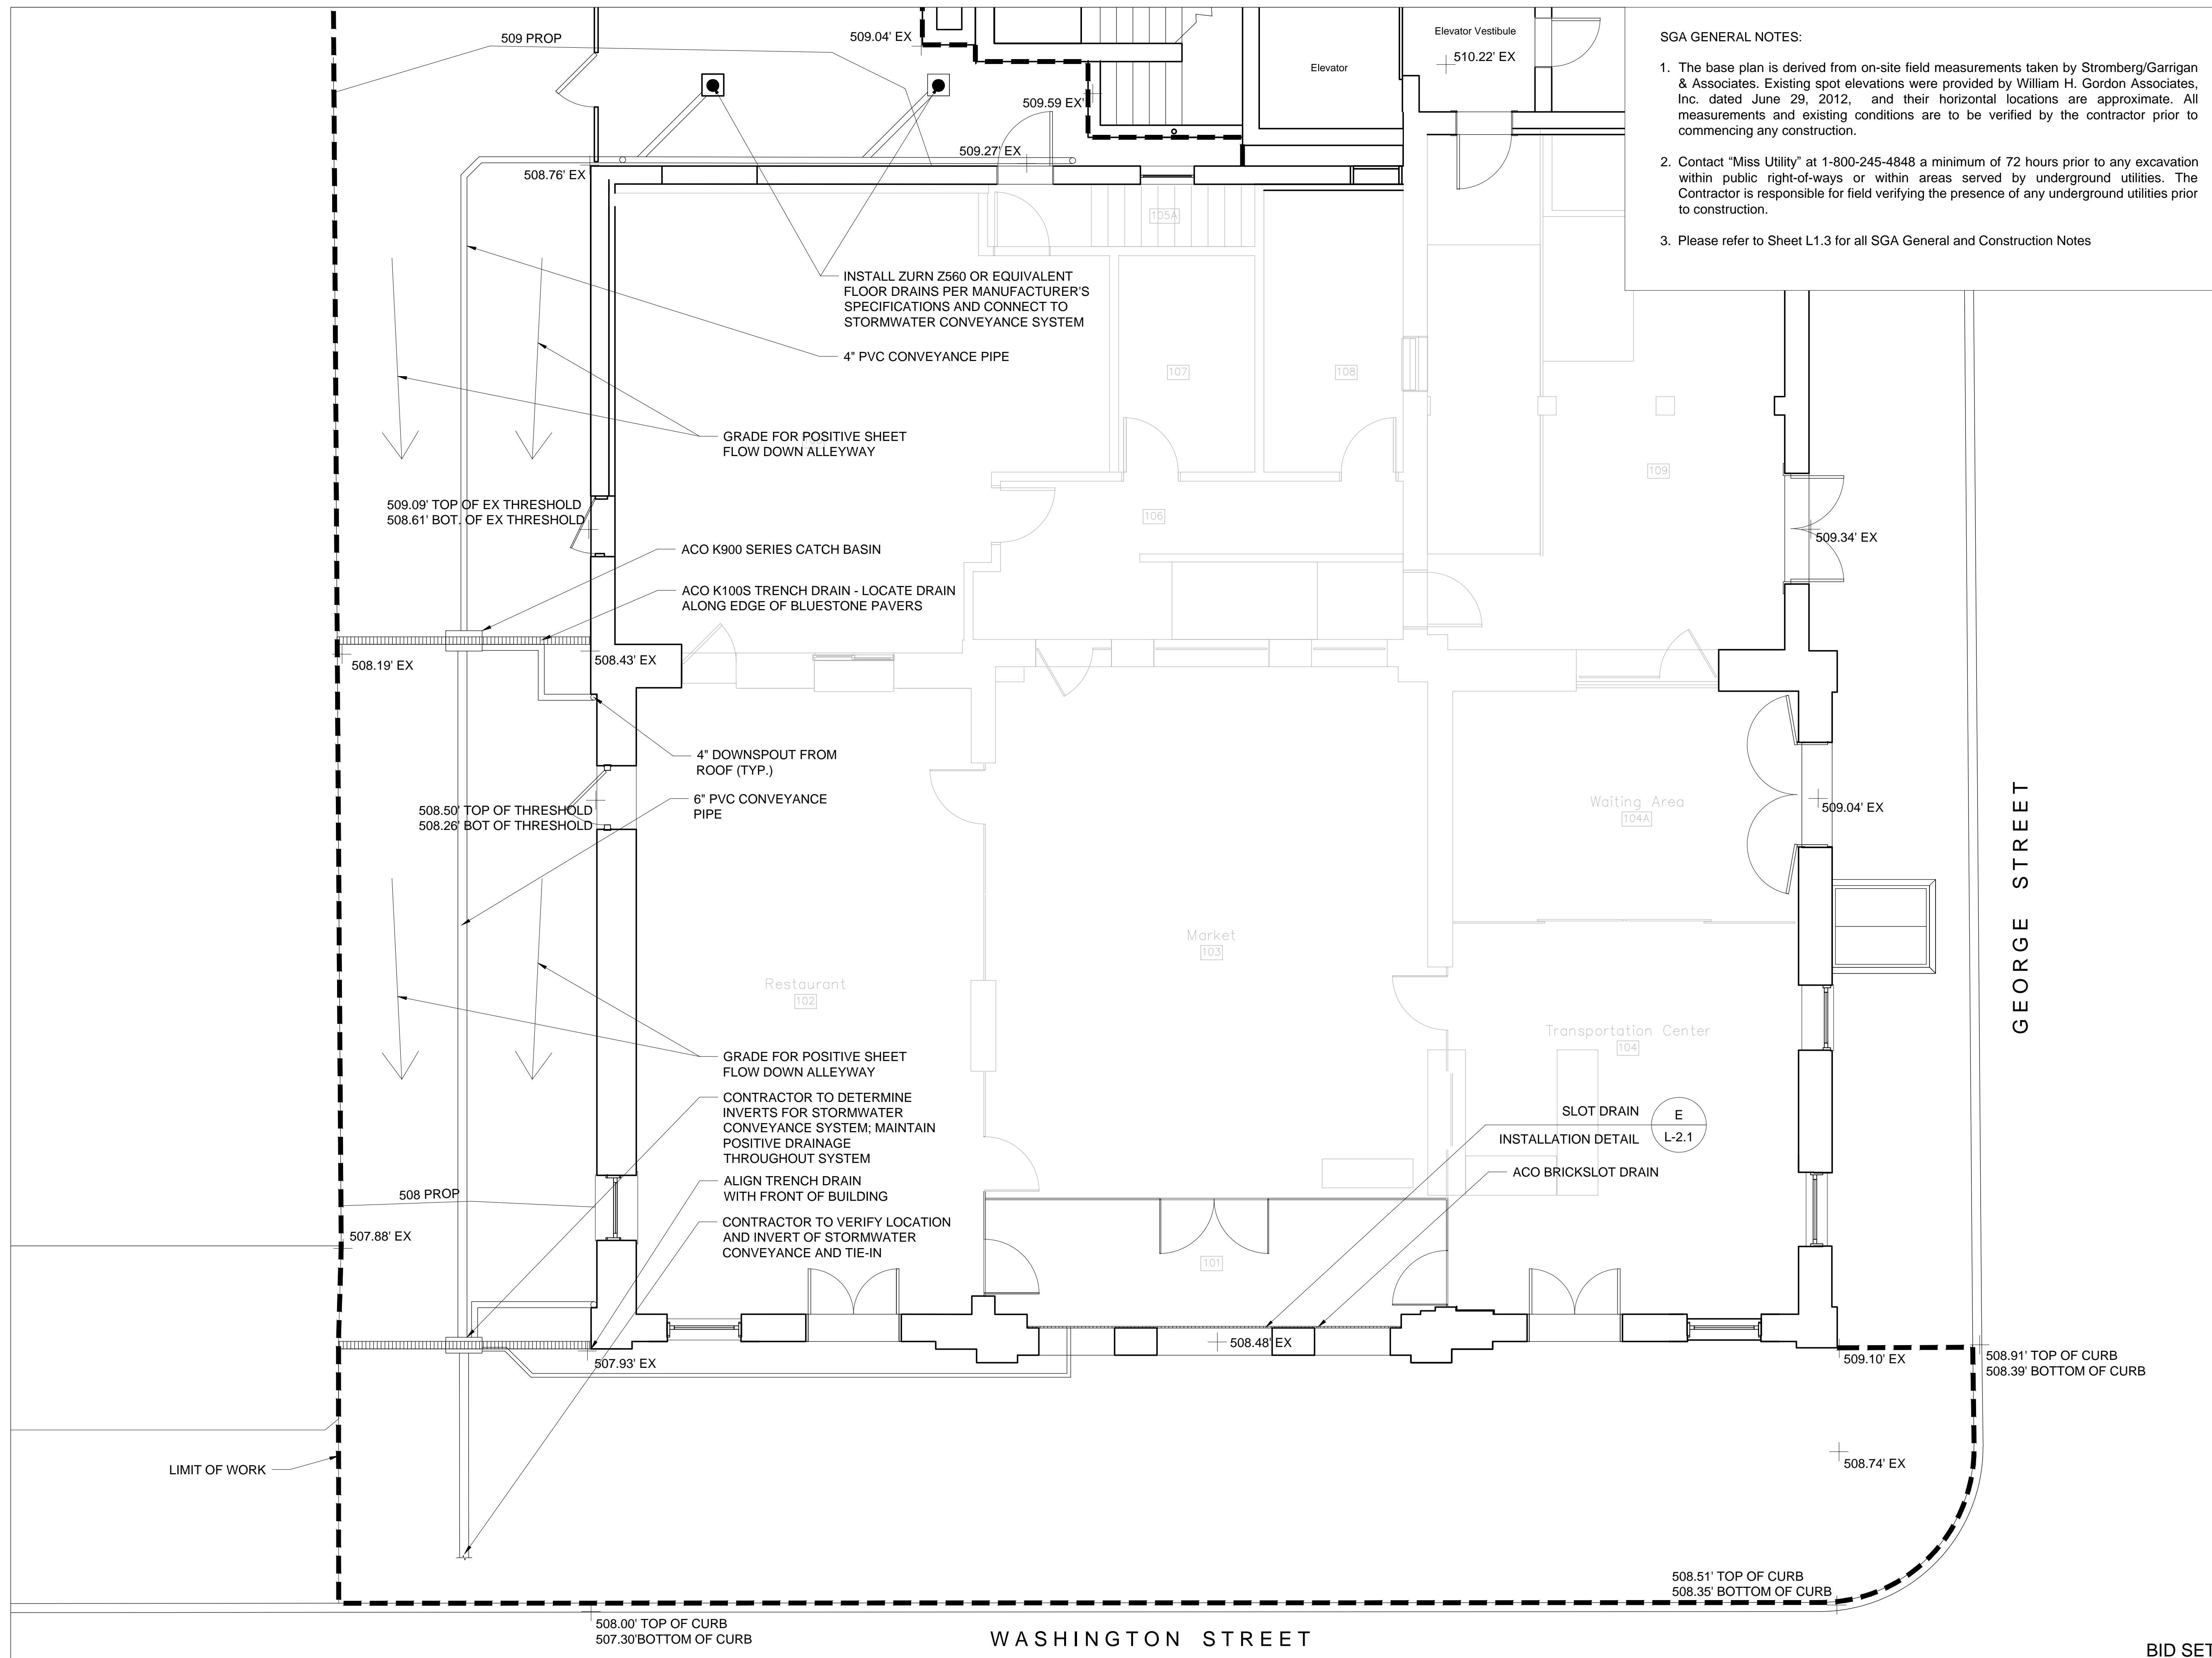 509 PROP
509.04' EX
Elevator Vestibule
510.22' EX
Elevator
509.59 EX'
509.27' EX
508.76' EX
SGA GENERAL NOTES:
1. The base plan is derived from on-site field measurements taken by Stromberg/Garrigan
& Associates. Existing spot elevations were provided by William H. Gordon Associates,
Inc. dated June 29, 2012, and their horizontal locations are approximate. All
measurements and existing conditions are to be verified by the contractor prior to
commencing any construction.
2. Contact “Miss Utility” at 1-800-245-4848 a minimum of 72 hours prior to any excavation
within public right-of-ways or within areas served by underground utilities. The
Contractor is responsible for field verifying the presence of any underground utilities prior
to construction.
3. Please refer to Sheet L1.3 for all SGA General and Construction Notes
105A
INSTALL ZURN Z560 OR EQUIVALENT
FLOOR DRAINS PER MANUFACTURER'S
SPECIFICATIONS AND CONNECT TO
STORMWATER CONVEYANCE SYSTEM
4" PVC CONVEYANCE PIPE
107
108
GRADE FOR POSITIVE SHEET
FLOW DOWN ALLEYWAY
109
509.09' TOP OF EX THRESHOLD
508.61' BOT. OF EX THRESHOLD
106
509.34' EX
ACO K900 SERIES CATCH BASIN
ACO K100S TRENCH DRAIN - LOCATE DRAIN
ALONG EDGE OF BLUESTONE PAVERS
508.19' EX
508.43' EX
4" DOWNSPOUT FROM
ROOF (TYP.)
6" PVC CONVEYANCE
PIPE
508.50' TOP OF THRESHOLD
508.26' BOT OF THRESHOLD
Waiting Area
104A
509.04' EX
GEORGE STREET
Market
103
Restaurant
102
Transportation Center
104
GRADE FOR POSITIVE SHEET
FLOW DOWN ALLEYWAY
CONTRACTOR TO DETERMINE
INVERTS FOR STORMWATER
CONVEYANCE SYSTEM; MAINTAIN
POSITIVE DRAINAGE
THROUGHOUT SYSTEM
SLOT DRAIN
INSTALLATION DETAIL
E
L-2.1
ACO BRICKSLOT DRAIN
ALIGN TRENCH DRAIN
WITH FRONT OF BUILDING
508 PROP
507.88' EX
CONTRACTOR TO VERIFY LOCATION
AND INVERT OF STORMWATER
CONVEYANCE AND TIE-IN
101
508.48' EX
507.93' EX
509.10' EX
508.91' TOP OF CURB
508.39' BOTTOM OF CURB
508.74' EX
LIMIT OF WORK
508.51' TOP OF CURB
508.35' BOTTOM OF CURB
508.00' TOP OF CURB
507.30'BOTTOM OF CURB
WASHINGTON STREET
BID SET